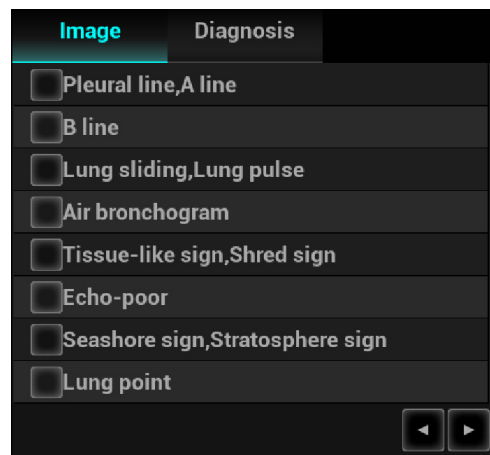 Image Diagnosis
Pleural line,A line
B line
Lung sliding,Lung pulse
Air bronchogram
Tissue-like sign,Shred sign
Echo-poor
Seashore sign,Stratosphere sign
Lung point